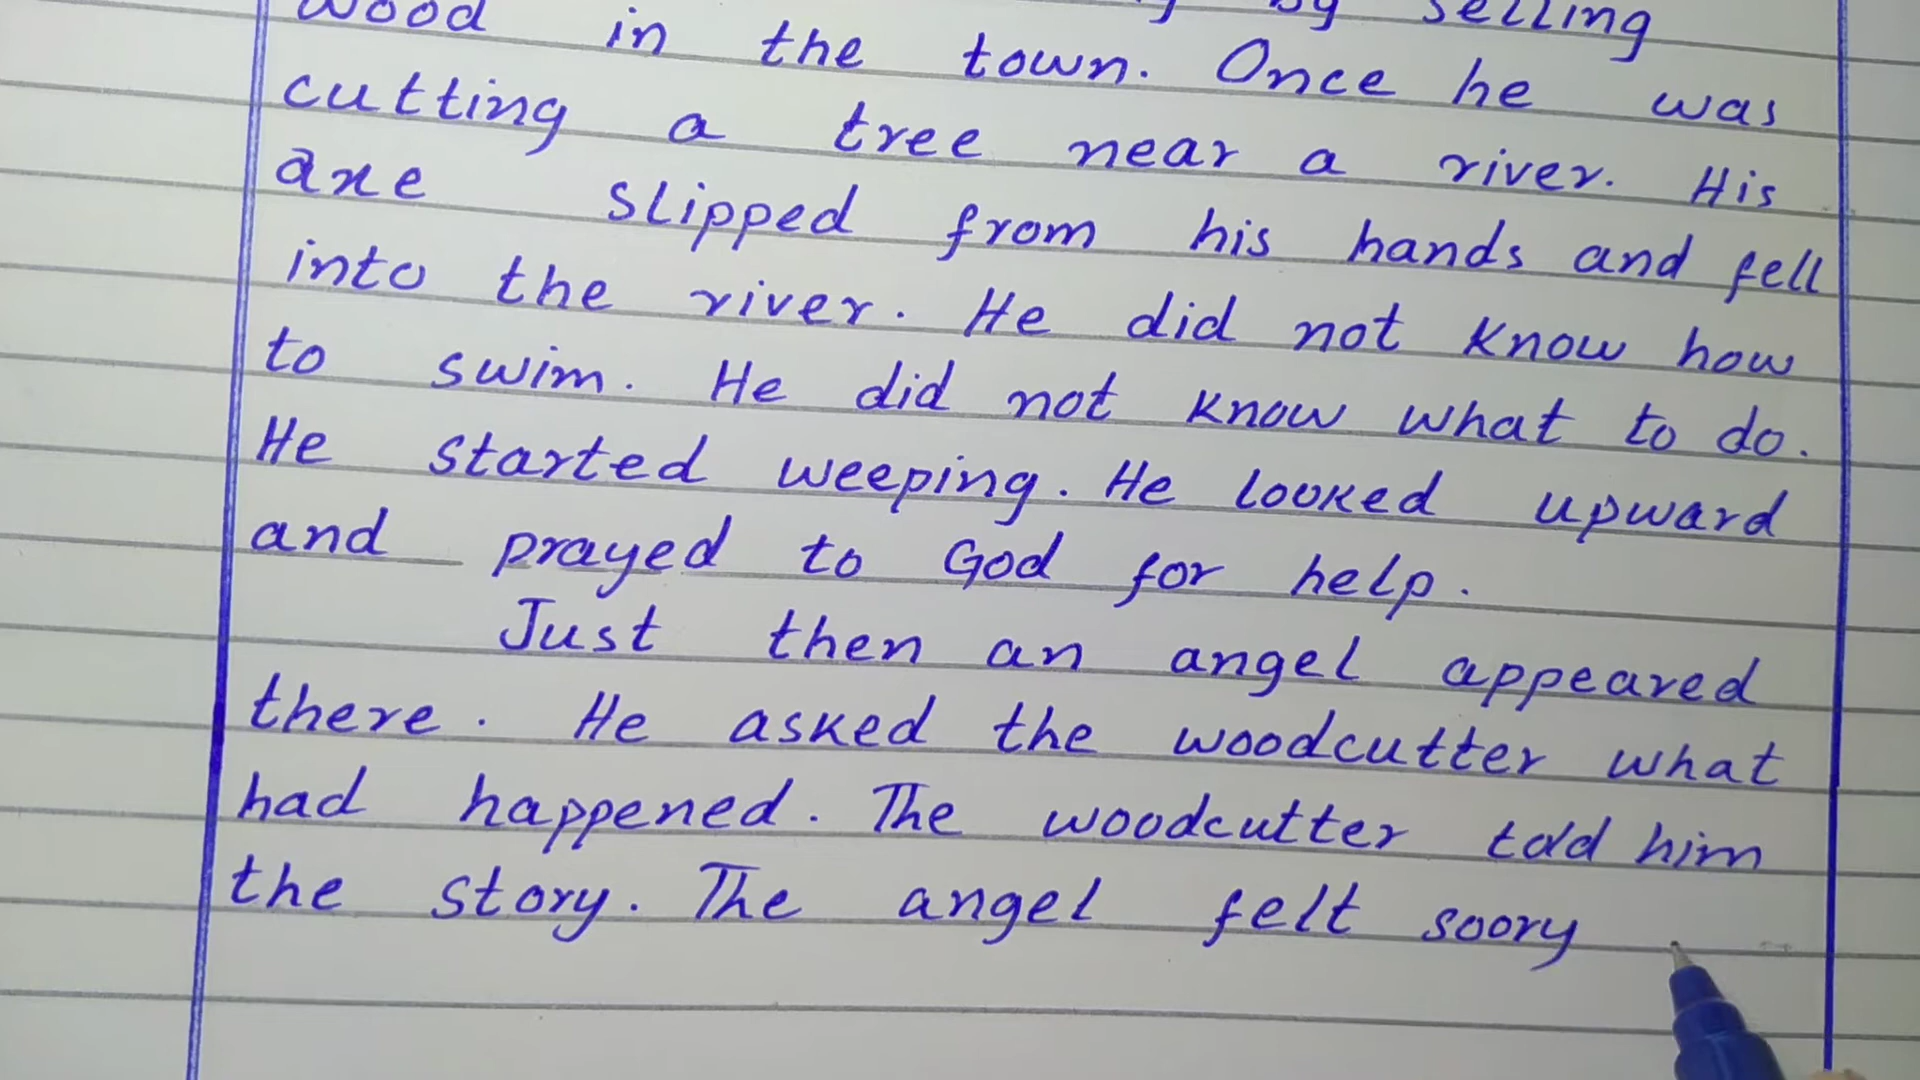 by selling
wood in the town. Once he was
cutting a tree near a river. His
axe slipped from his hands and fell
into the river. He did not know how
to swim. He did not know what to do.
He started weeping. He looked upward
and prayed to God for help.
Just then an angel appeared
there. He asked the woodcutter what
had happened. The woodcutter told him
the story. The angel felt soory